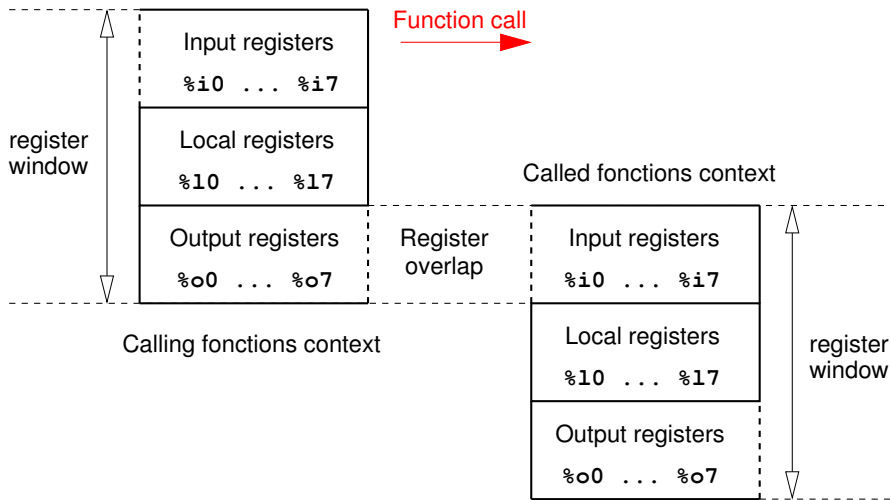 Function call
Input registers
%i0 ... %i7
register
window
Local registers
%l0 ... %l7
Output registers
%o0 ... %o7
Calling fonctions context
Register
overlap
Called fonctions context
Input registers
%i0 ... %i7
Local registers
%l0 ... %l7
register
window
Output registers
%o0 ... %o7